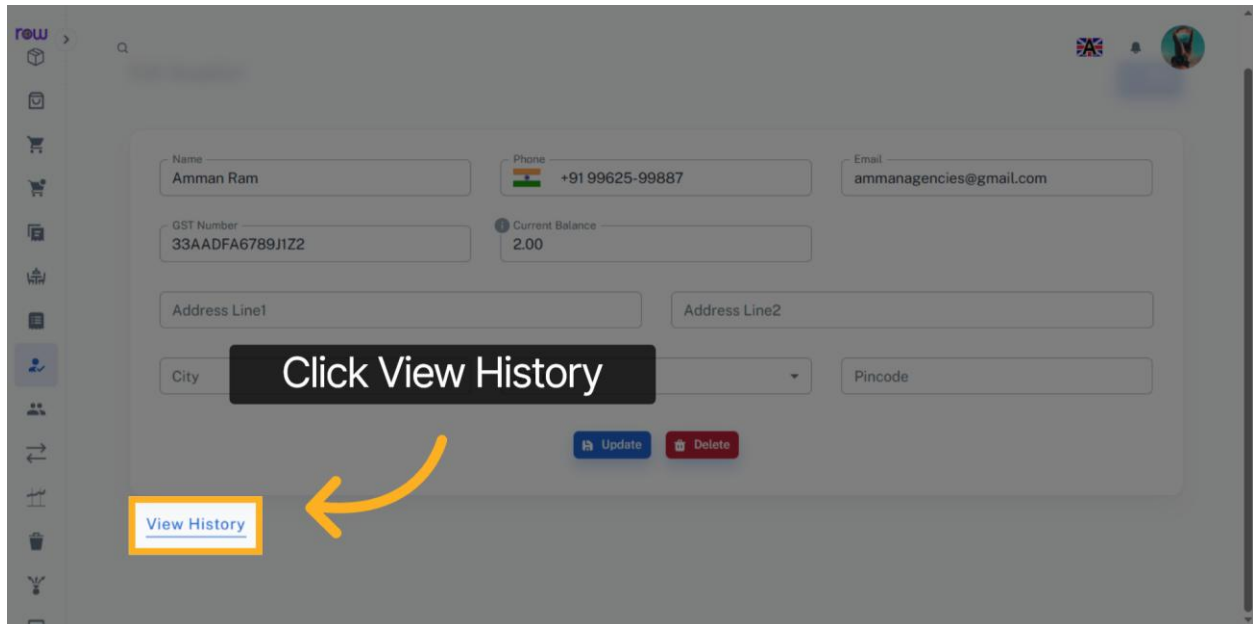 row
A
Name
Amman Ram
Phone
+91 99625-99887
Email
ammanagencies@gmail.com
GST Number
33AADFA6789J1Z2
Current Balance
2.00
Address Line1
Address Line2
City
Click View History
Pincode
Update
Delete
View History